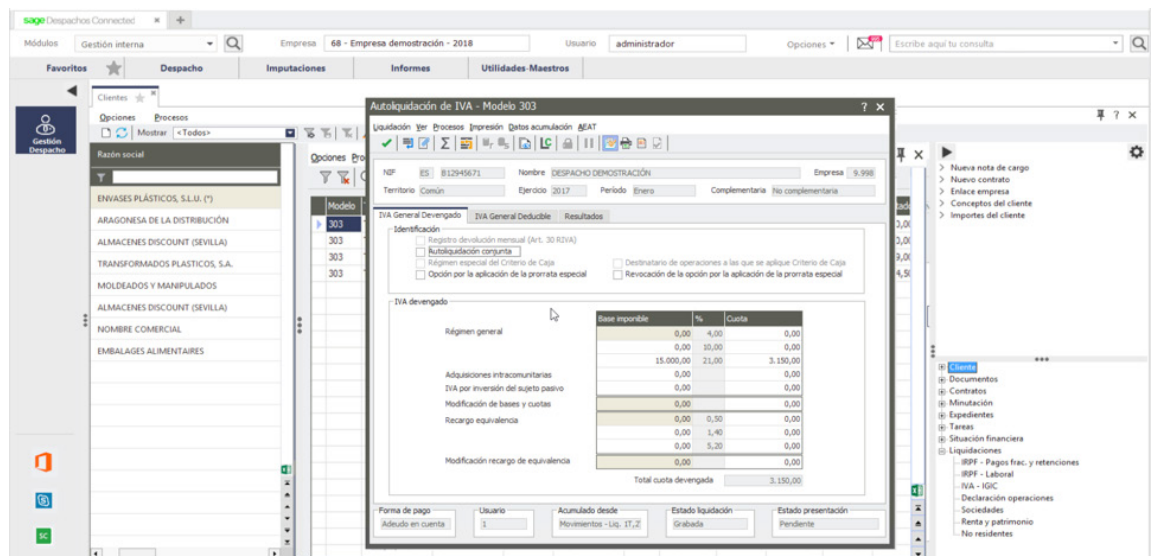 sage Despachos Connected
Módulos Gestión interna Empresa 68 - Empresa demostración - 2018 Usuario administrador Opciones Escribe aquí tu consulta
Favoritos Despacho Imputaciones Informes Utilidades-Maestros
Clientes
Opciones Procesos
Mostrar <Todos>
Gestión
Despacho
Razón social
ENVASES PLÁSTICOS, S.L.U. (*)
ARAGONESA DE LA DISTRIBUCIÓN
ALMACENES DISCOUNT (SEVILLA)
TRANSFORMADOS PLASTICOS, S.A.
MOLDEADOS Y MANIPULADOS
ALMACENES DISCOUNT (SEVILLA)
NOMBRE COMERCIAL
EMBALAGES ALIMENTAIRES
SC
Opciones
Modelo
303
303
303
303
Autoliquidación de IVA - Modelo 303
Liquidación Ver Procesos Impresión Datos acumulación AEAT
NIF ES B12945671 Nombre DESPACHO DEMOSTRACIÓN Empresa 9.998
Territorio Común Ejercicio 2017 Período Enero Complementaria No complementaria
IVA General Devengado IVA General Deducible Resultados
Identificación
Registro devolución mensual (Art. 30 RIVA)
Autoliquidación conjunta
Régimen especial del Criterio de Caja Destinatario de operaciones a las que se aplique Criterio de Caja
Opción por la aplicación de la prorrata especial Revocación de la opción por la aplicación de la prorrata especial
IVA devengado
Base imponible % Cuota
Régimen general 0,00 4,00 0,00
0,00 10,00 0,00
15.000,00 21,00 3.150,00
Adquisiciones intracomunitarias 0,00 0,00
IVA por inversión del sujeto pasivo 0,00 0,00
Modificación de bases y cuotas 0,00 0,00
Recargo equivalencia 0,00 0,50 0,00
0,00 1,40 0,00
0,00 5,20 0,00
Modificación recargo de equivalencia 0,00 0,00
Total cuota devengada 3.150,00
Forma de pago Usuario Acumulado desde Estado liquidación Estado presentación
Adeudo en cuenta 1 Movimientos - Liq. 1T,2 Grabada Pendiente
> Nueva nota de cargo
> Nuevo contrato
> Enlace empresa
> Conceptos del cliente
> Importes del cliente
Cliente
Documentos
Contratos
Minutación
Expedientes
Tareas
Situación financiera
Liquidaciones
IRPF - Pagos frac. y retenciones
IRPF - Laboral
IVA - IGIC
Declaración operaciones
Sociedades
Renta y patrimonio
No residentes